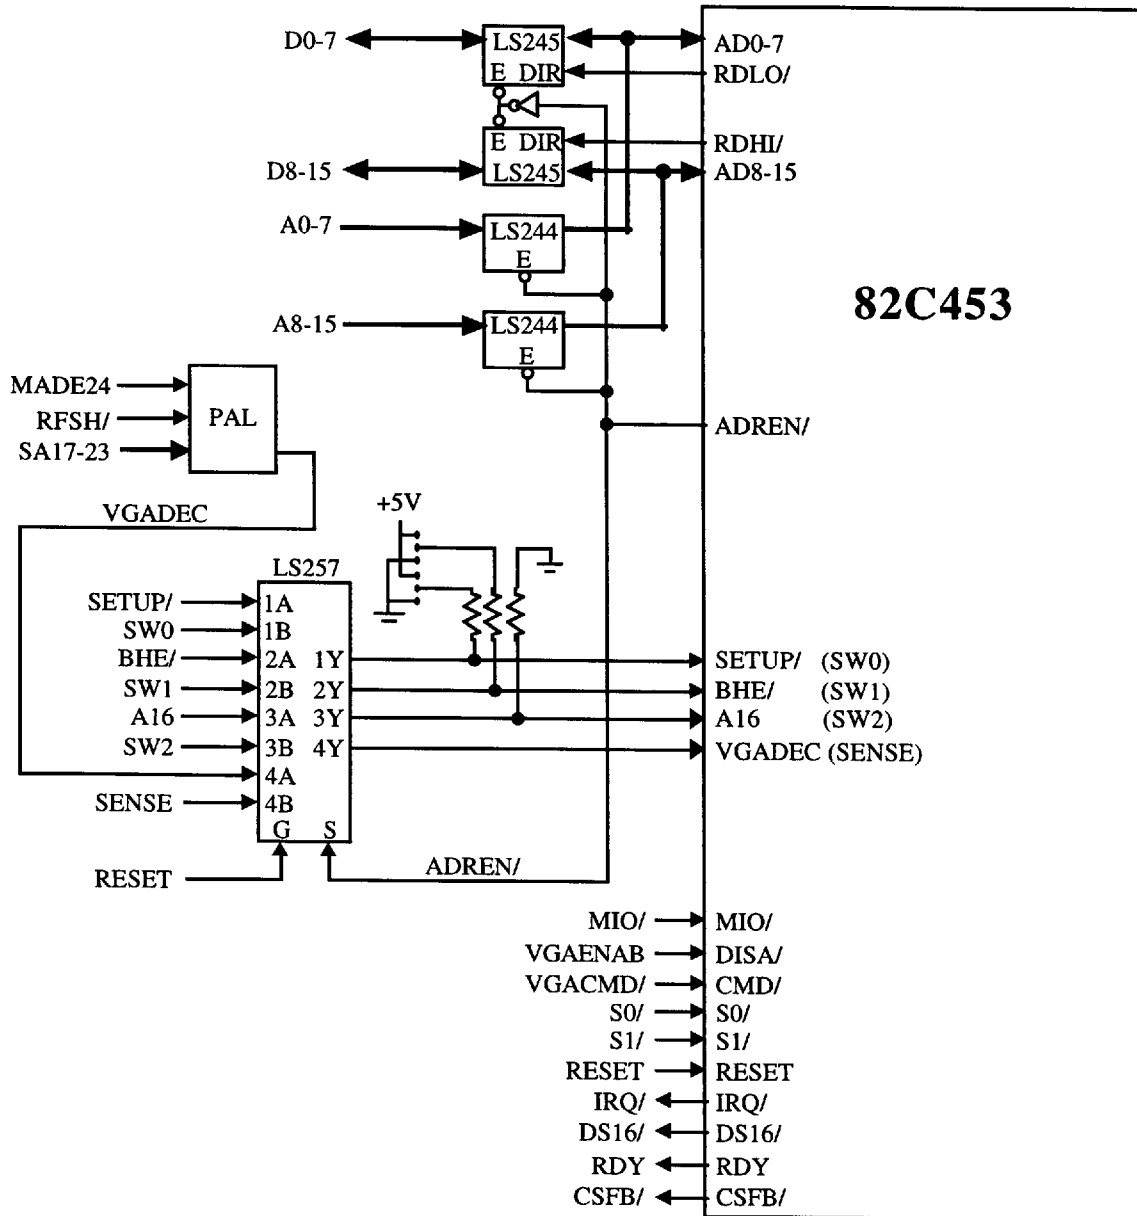 D0-7 LS245 AD0-7
E DIR RDLO/
E DIR RDHI/
D8-15 LS245 AD8-15
A0-7 LS244
E
82C453
A8-15 LS244
E
MADE24
RFSH/ PAL
SA17-23
ADREN/
VGADEC
+5V
LS257
SETUP/ 1A
SW0 1B
BHE/ 2A 1Y SETUP/ (SW0)
SW1 2B 2Y BHE/ (SW1)
A16 3A 3Y A16 (SW2)
SW2 3B 4Y VGADEC (SENSE)
4A
SENSE 4B
G S
RESET ADREN/
MIO/ MIO/
VGAENAB DISA/
VGACMD/ CMD/
S0/ S0/
S1/ S1/
RESET RESET
IRQ/ IRQ/
DS16/ DS16/
RDY RDY
CSFB/ CSFB/